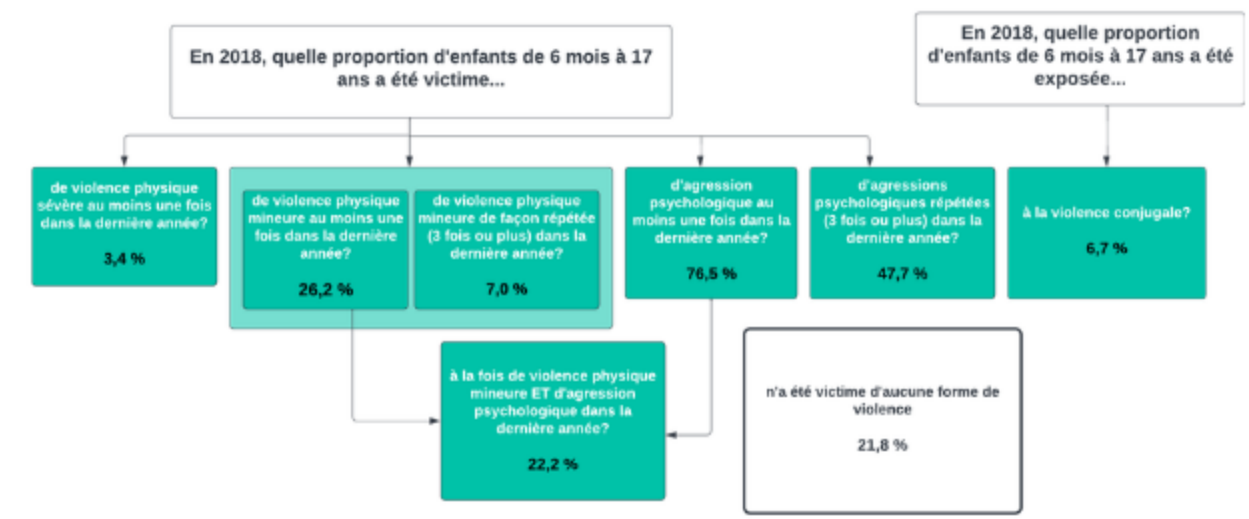 En 2018, quelle proportion d'enfants de 6 mois à 17
ans a été victime...
En 2018, quelle proportion
d'enfants de 6 mois à 17 ans a été
exposée...
de violence physique
sévère au moins une fois
dans la dernière année?
3,4 %
de violence physique
mineure au moins une
fois dans la dernière
année?
26,2 %
de violence physique
mineure de façon répétée
(3 fois ou plus) dans la
dernière année?
7,0 %
d'agression
psychologique au
moins une fois dans la
dernière année?
76,5 %
d'agressions
psychologiques répétées
(3 fois ou plus) dans la
dernière année?
47,7 %
à la violence conjugale?
6,7 %
à la fois de violence physique
mineure ET d'agression
psychologique dans la
dernière année?
22,2 %
n'a été victime d'aucune forme de
violence
21,8 %